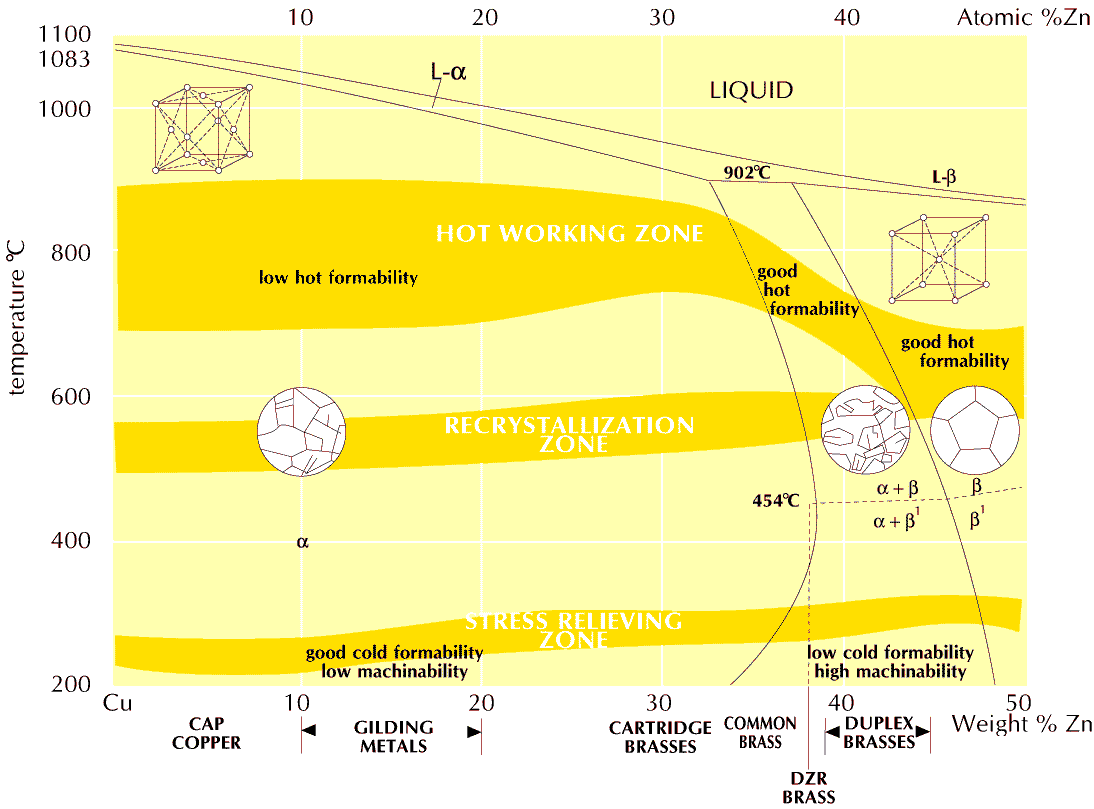 10 20 30 40 Atomic %Zn
1100
1083
L-α
LIQUID
1000
902℃
L-β
HOT WORKING ZONE
800
low hot formability
good
hot
formability
good hot
formability
temperature ℃
600
RECRYSTALLIZATION
ZONE
454℃
α + β
β
α + β¹
β¹
400
α
STRESS RELIEVING
ZONE
good cold formability
low machinability
low cold formability
high machinability
200
Cu 10 20 30 40 50
Weight % Zn
CAP
COPPER
GILDING
METALS
CARTRIDGE
BRASSES
COMMON
BRASS
DUPLEX
BRASSES
DZR
BRASS